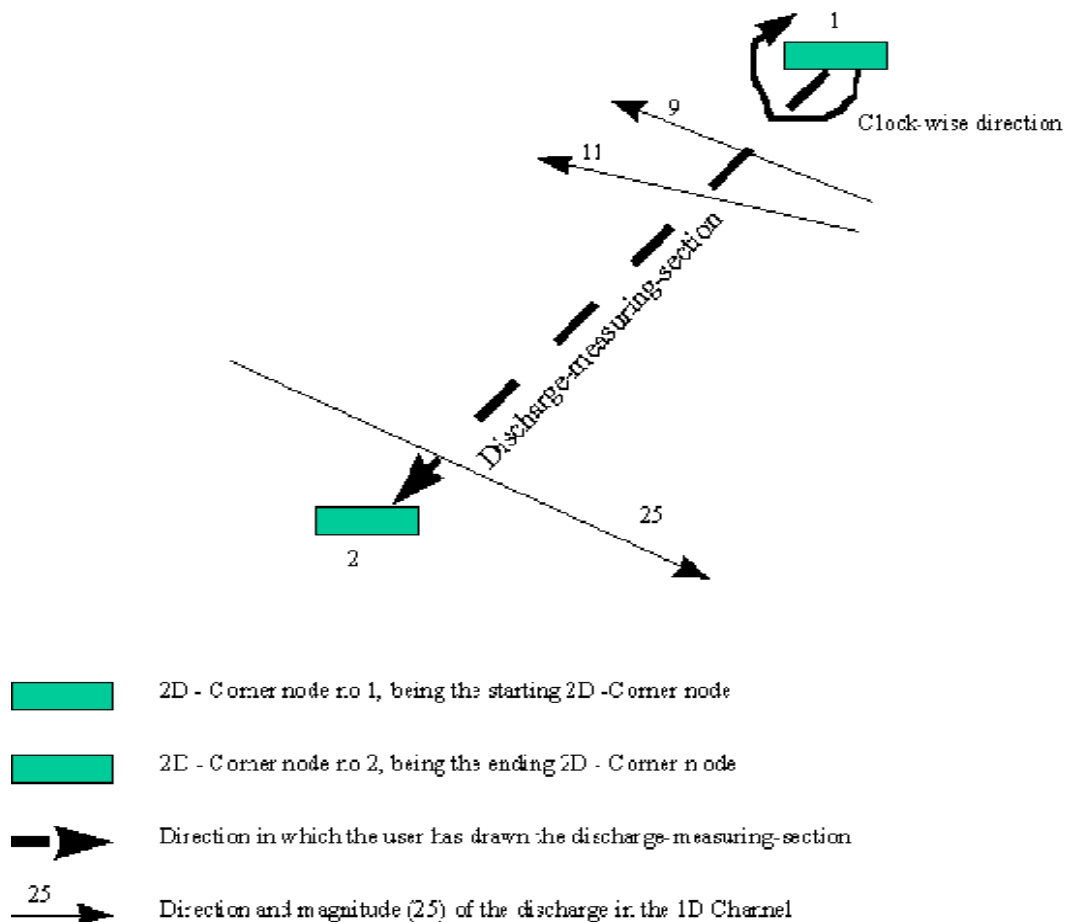 1
9
Clock-wise direction
11
Discharge-measuring-section
25
2
2D - Corner node no 1, being the starting 2D -Corner node
2D - Corner node no 2, being the ending 2D - Corner node
Direction in which the user has drawn the discharge-measuring-section
25
Direction and magnitude (25) of the discharge in the 1D Channel